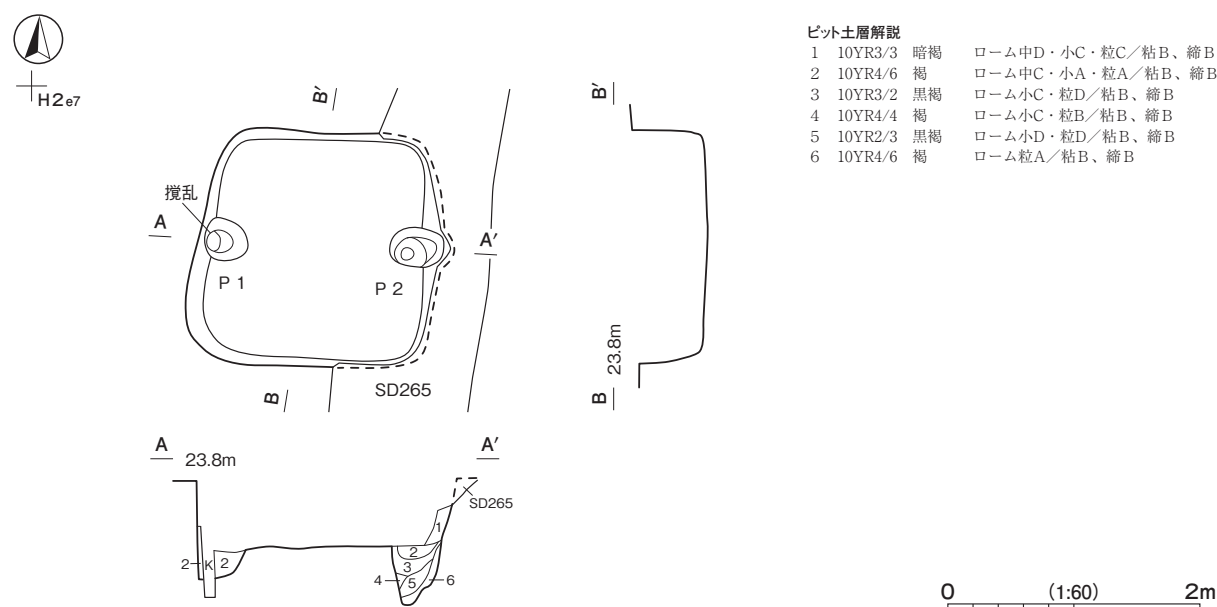 H2e7
B′
B′
撹乱
A
A′
P 1
P 2
23.8m
SD265
B
B
A
23.8m
A′
SD265
1
2
K
2
2
3
4
5
6
ピット土層解説
1 10YR3/3 暗褐 ローム中D・小C・粒C／粘B、締B
2 10YR4/6 褐 ローム中C・小A・粒A／粘B、締B
3 10YR3/2 黒褐 ローム小C・粒D／粘B、締B
4 10YR4/4 褐 ローム小C・粒B／粘B、締B
5 10YR2/3 黒褐 ローム小D・粒D／粘B、締B
6 10YR4/6 褐 ローム粒A／粘B、締B
0 (1:60) 2m